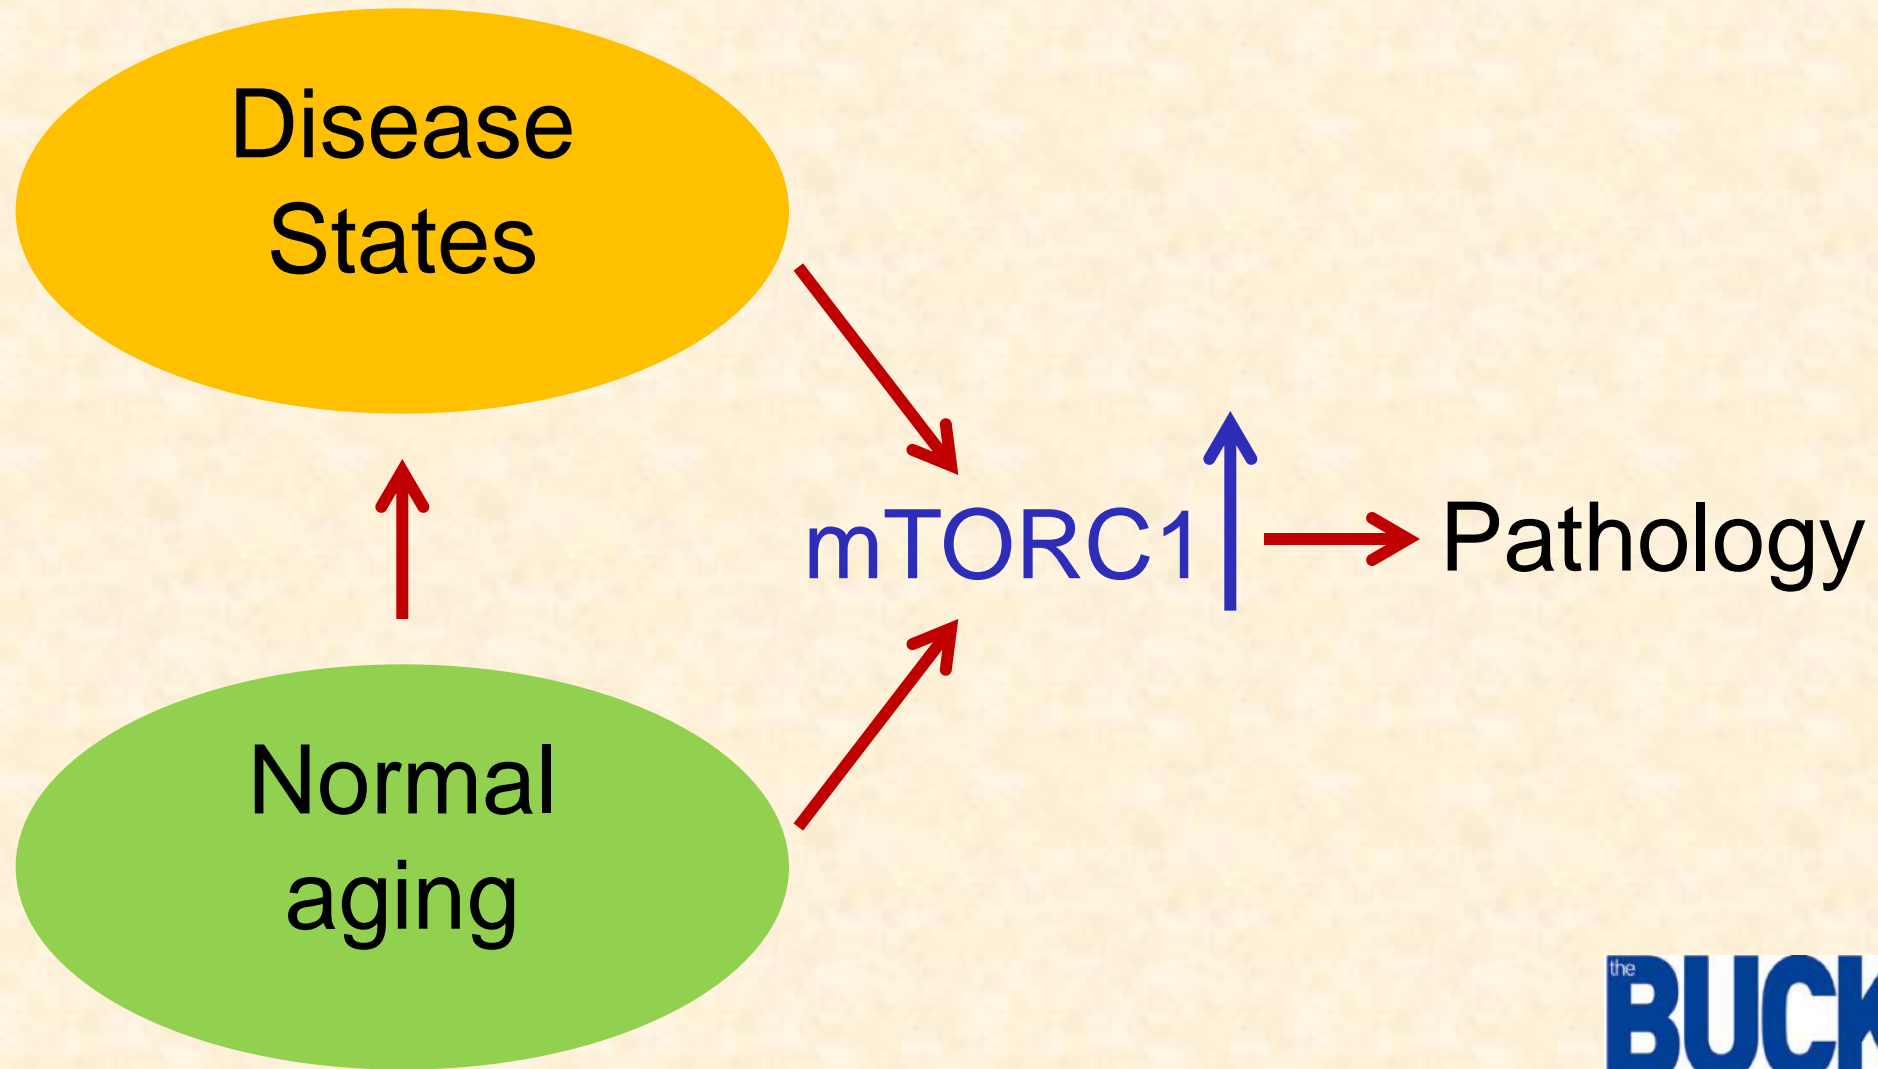 Disease
States
mTORC1
Pathology
Normal
aging
the
BUCK